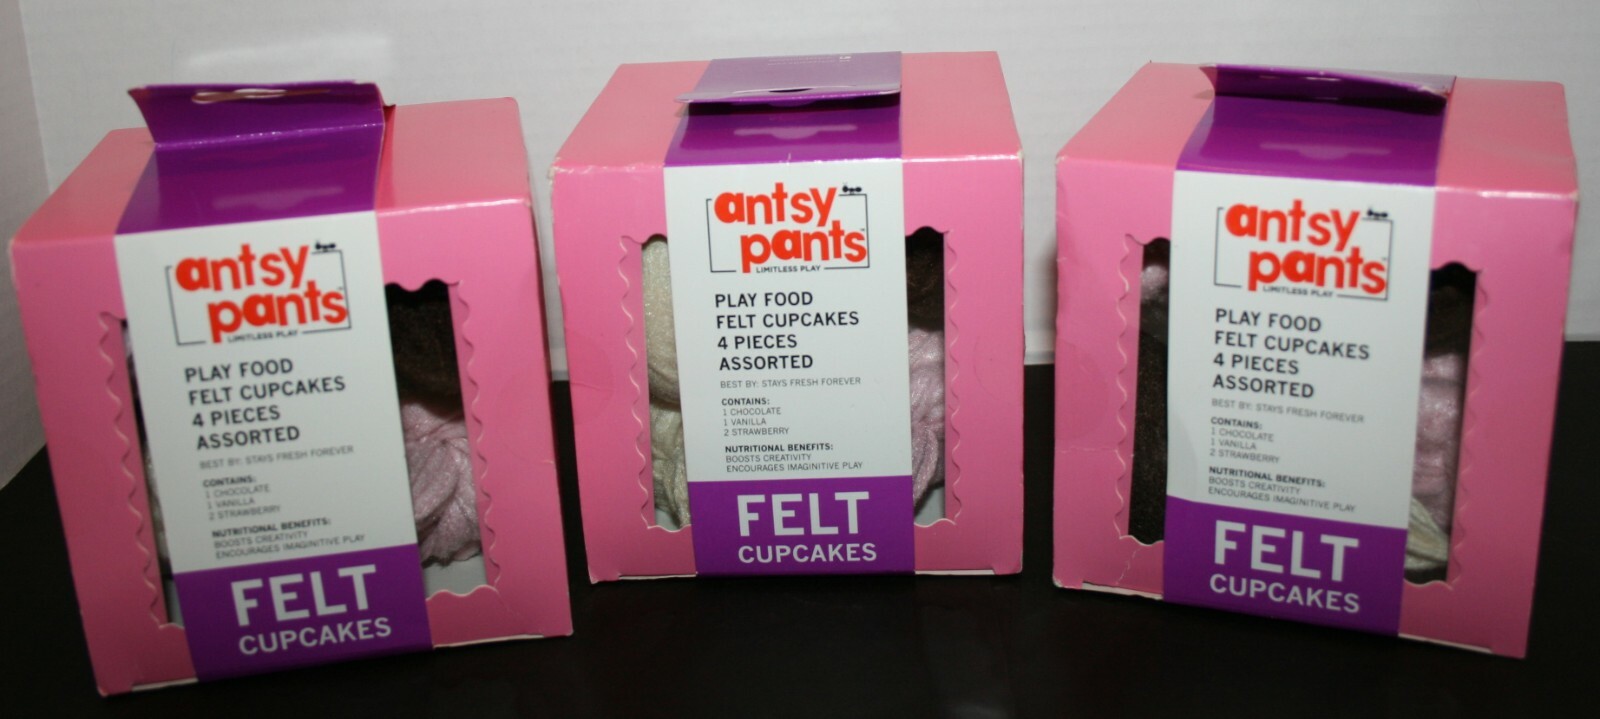 antsy
pants™
LIMITLESS PLAY
PLAY FOOD
FELT CUPCAKES
4 PIECES
ASSORTED
BEST BY: STAYS FRESH FOREVER
CONTAINS:
1 CHOCOLATE
1 VANILLA
2 STRAWBERRY
NUTRITIONAL BENEFITS:
BOOSTS CREATIVITY
ENCOURAGES IMAGINITIVE PLAY
FELT
CUPCAKES
antsy
pants™
LIMITLESS PLAY
PLAY FOOD
FELT CUPCAKES
4 PIECES
ASSORTED
BEST BY: STAYS FRESH FOREVER
CONTAINS:
1 CHOCOLATE
1 VANILLA
2 STRAWBERRY
NUTRITIONAL BENEFITS:
BOOSTS CREATIVITY
ENCOURAGES IMAGINITIVE PLAY
FELT
CUPCAKES
antsy
pants™
LIMITLESS PLAY
PLAY FOOD
FELT CUPCAKES
4 PIECES
ASSORTED
BEST BY: STAYS FRESH FOREVER
CONTAINS:
1 CHOCOLATE
1 VANILLA
2 STRAWBERRY
NUTRITIONAL BENEFITS:
BOOSTS CREATIVITY
ENCOURAGES IMAGINITIVE PLAY
FELT
CUPCAKES